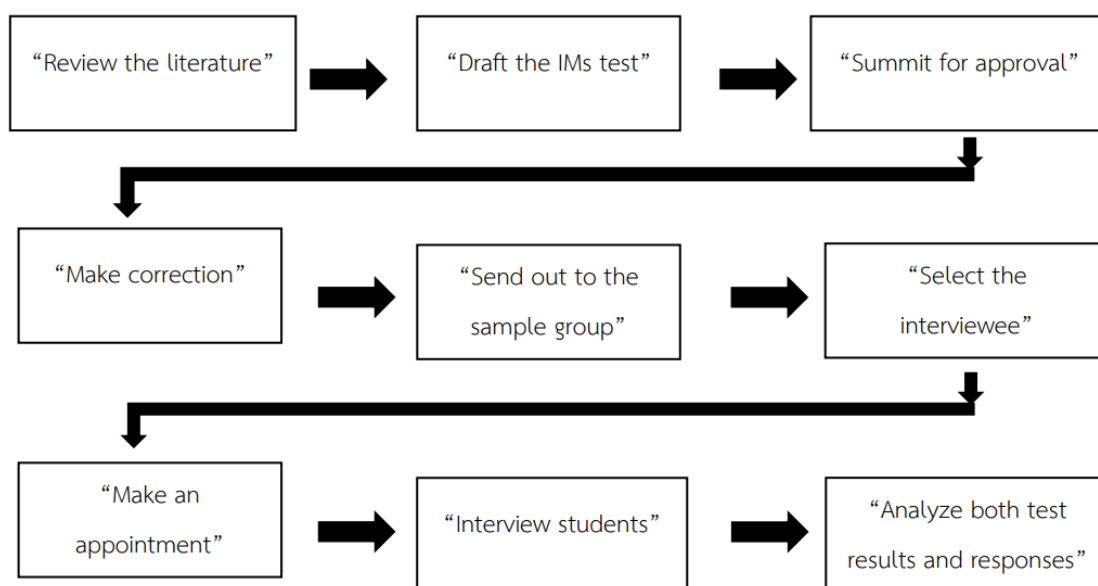 “Review the literature”
“Draft the IMs test”
“Summit for approval”
“Make correction”
“Send out to the
sample group”
“Select the
interviewee”
“Make an
appointment”
“Interview students”
“Analyze both test
results and responses”